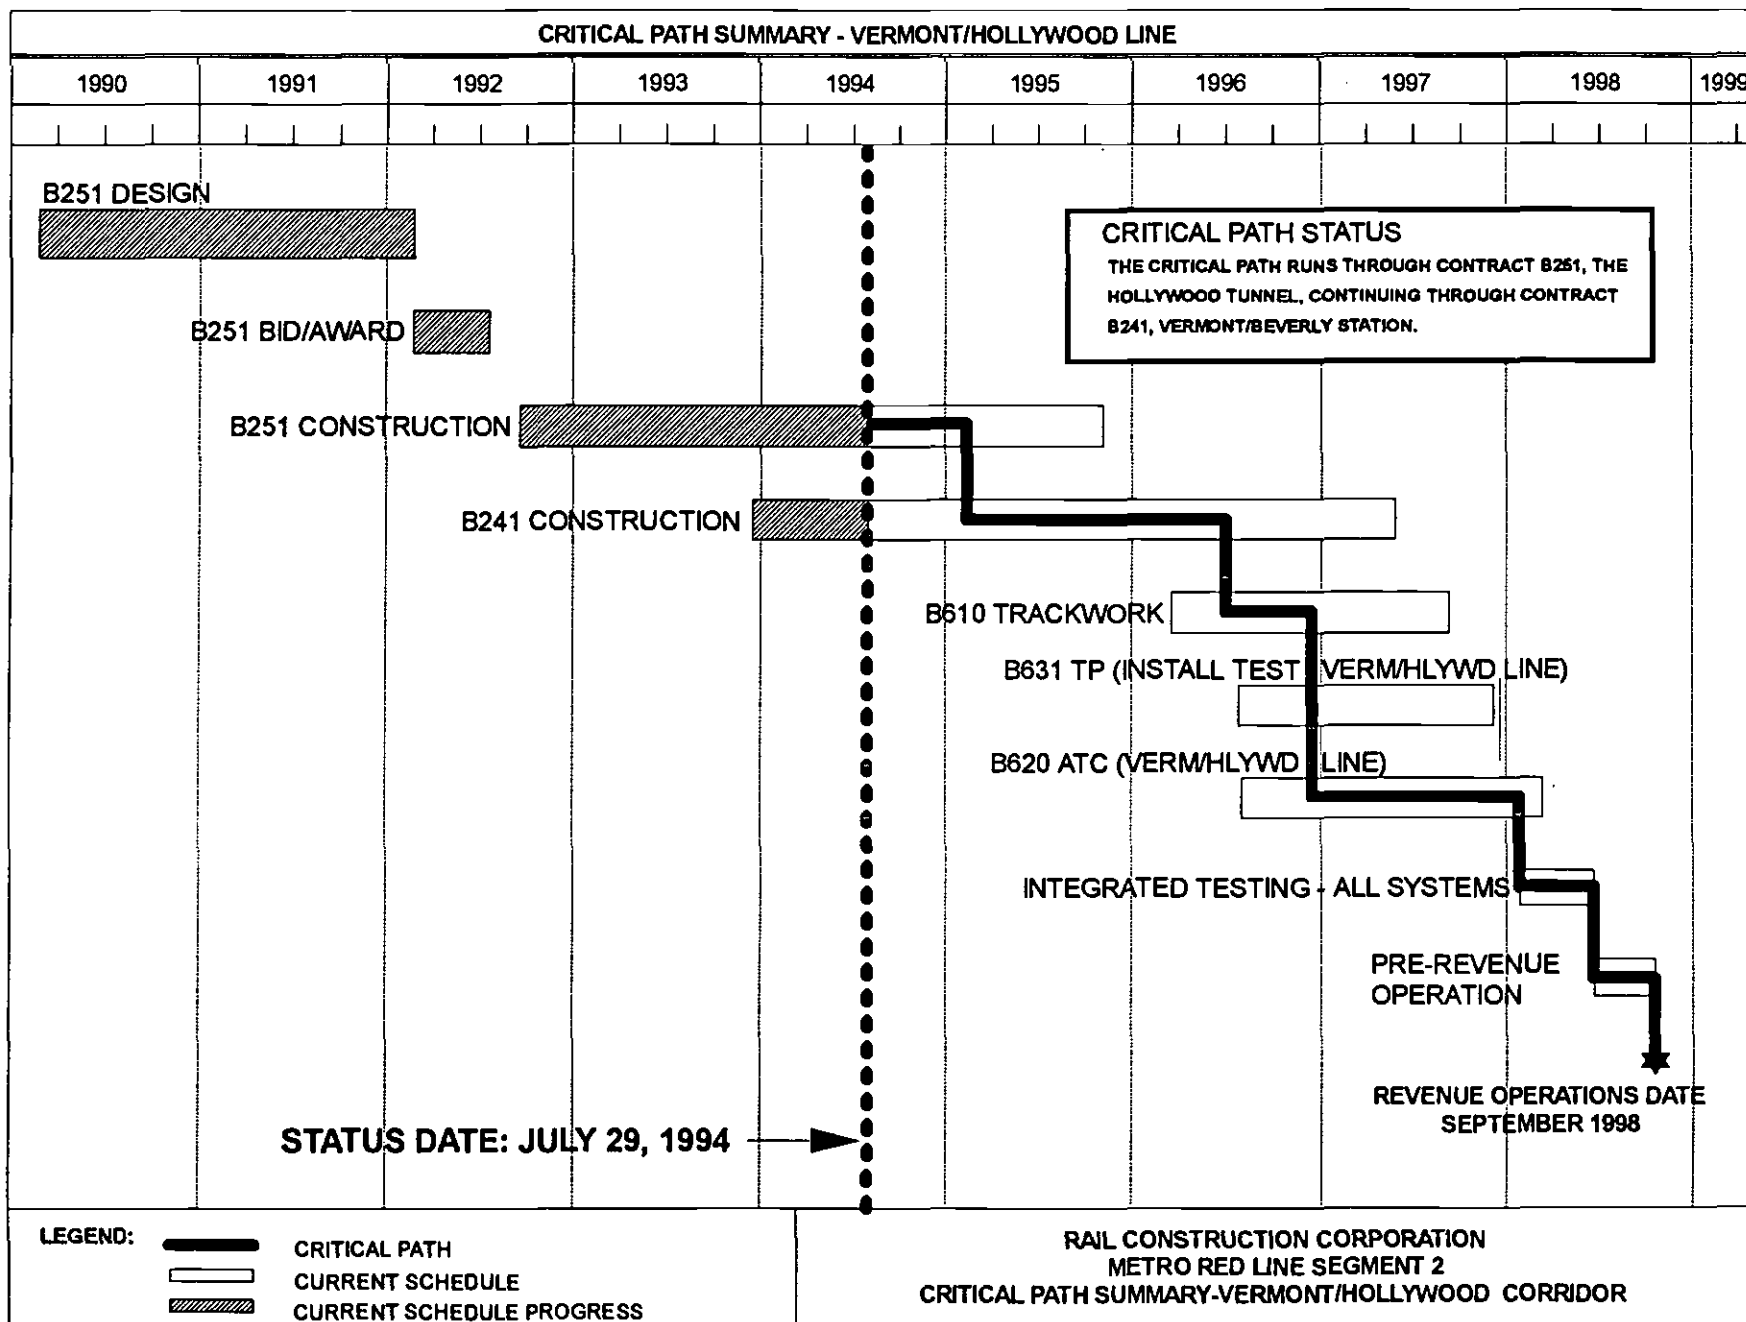 CRITICAL PATH SUMMARY - VERMONT/HOLLYWOOD LINE
1990 1991 1992 1993 1994 1995 1996 1997 1998 1999
B251 DESIGN
CRITICAL PATH STATUS
THE CRITICAL PATH RUNS THROUGH CONTRACT B251, THE
HOLLYWOOD TUNNEL, CONTINUING THROUGH CONTRACT
B241, VERMONT/BEVERLY STATION.
B251 BID/AWARD
B251 CONSTRUCTION
B241 CONSTRUCTION
B610 TRACKWORK
B631 TP (INSTALL TEST VERM/HLYWD LINE)
B620 ATC (VERM/HLYWD LINE)
INTEGRATED TESTING - ALL SYSTEMS
PRE-REVENUE
OPERATION
REVENUE OPERATIONS DATE
SEPTEMBER 1998
STATUS DATE: JULY 29, 1994
LEGEND:
CRITICAL PATH
CURRENT SCHEDULE
CURRENT SCHEDULE PROGRESS
RAIL CONSTRUCTION CORPORATION
METRO RED LINE SEGMENT 2
CRITICAL PATH SUMMARY-VERMONT/HOLLYWOOD CORRIDOR